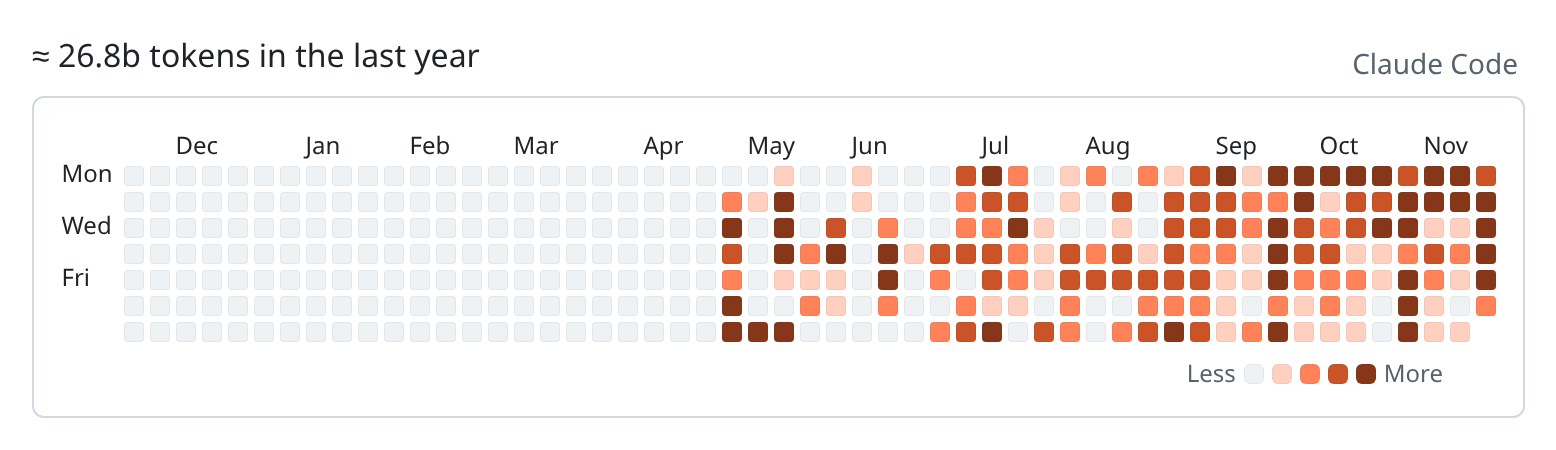 ≈ 26.8b tokens in the last year
Claude Code
Dec Jan Feb Mar Apr May Jun Jul Aug Sep Oct Nov
Mon
Wed
Fri
Less More